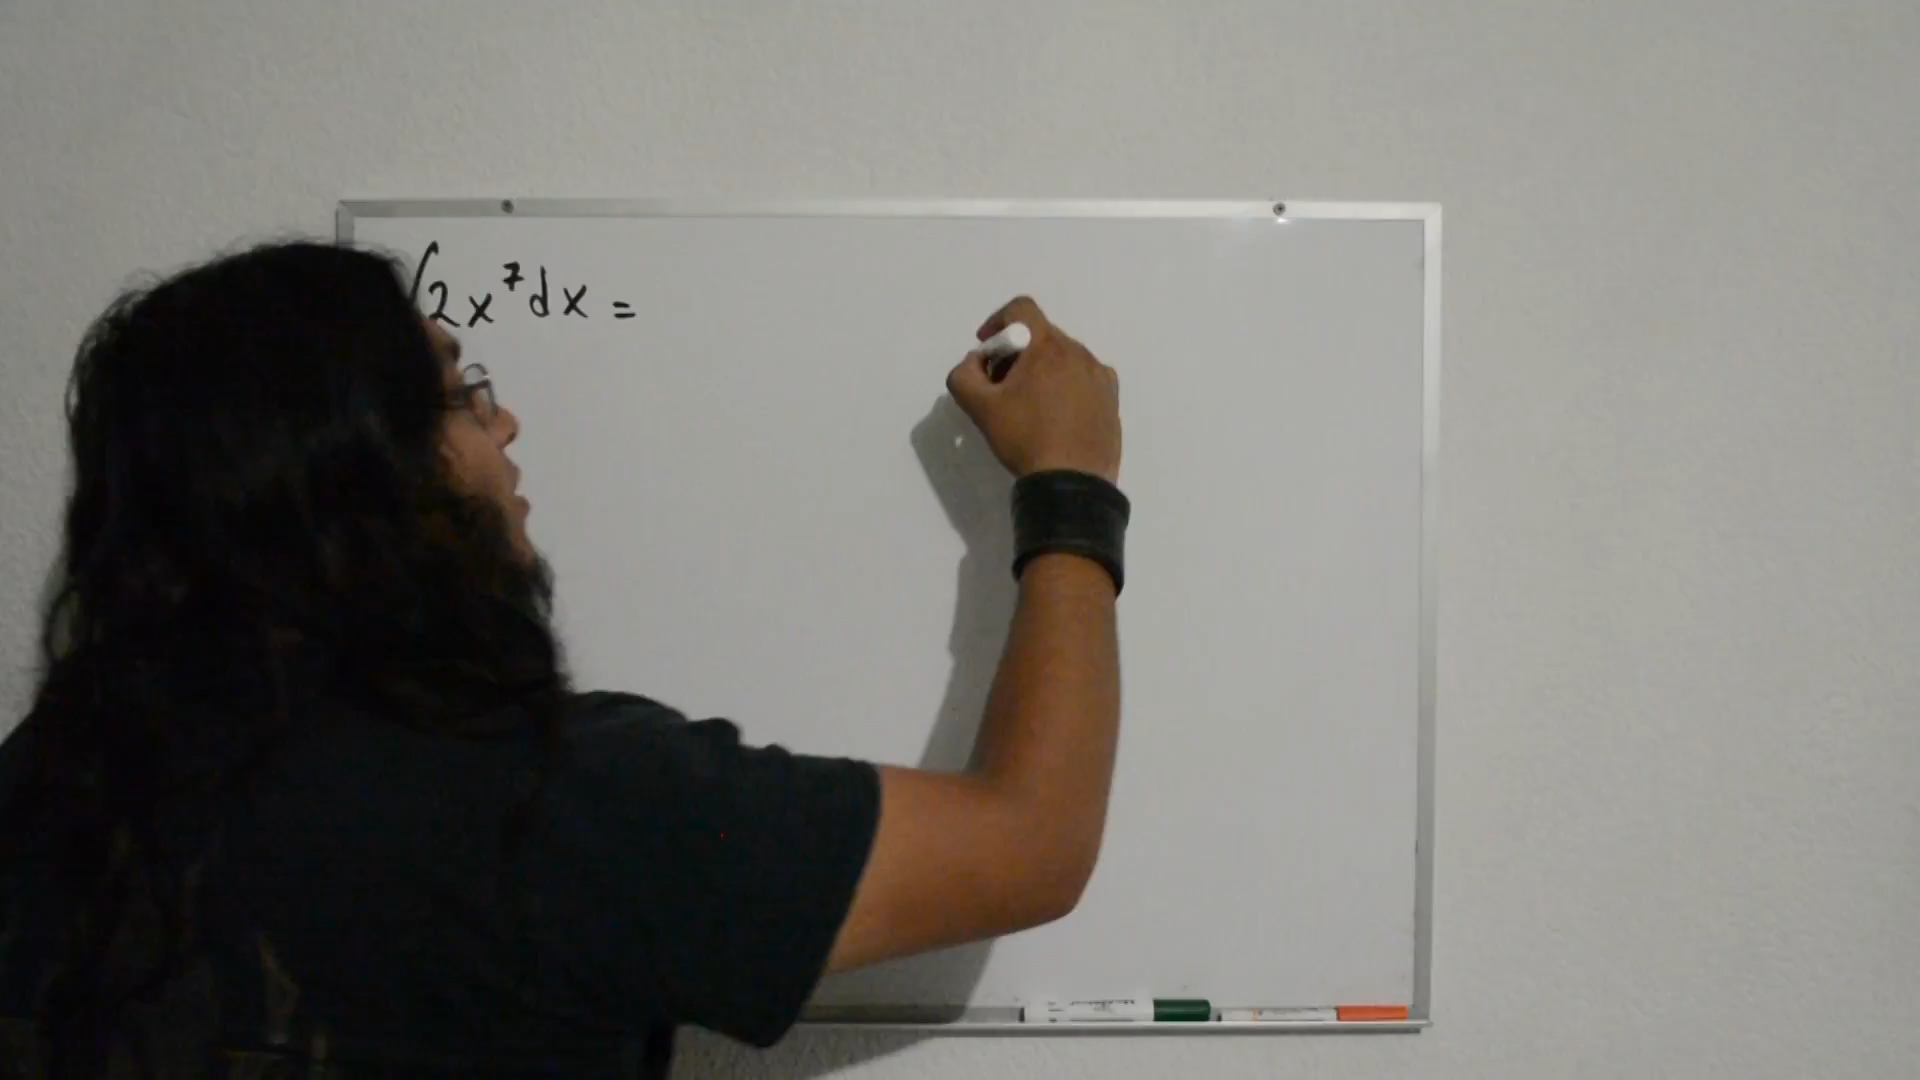 ∫2x⁷dx =